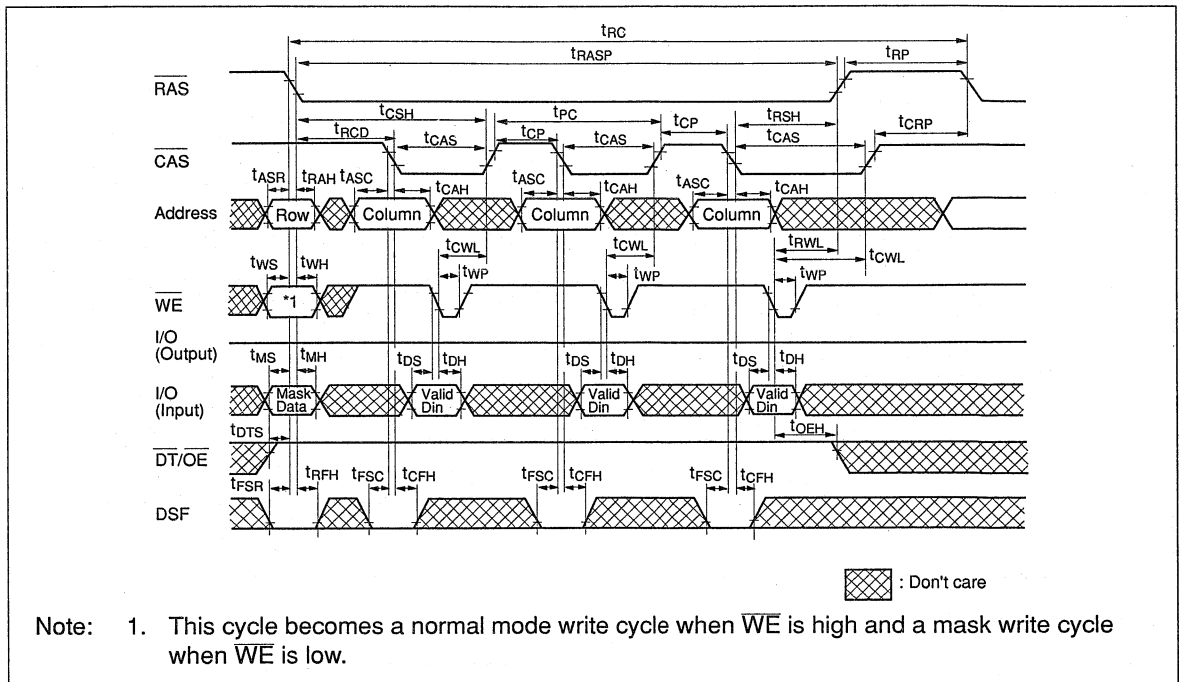 tRC
tRASP
tRP
RAS
tCSH
tPC
tRSH
tRCD
tCAS
tCP
tCAS
tCP
tCAS
tCRP
CAS
tASR
tRAH
tASC
tCAH
tASC
tCAH
tASC
tCAH
Address
Row
Column
Column
Column
tWS
tWH
tCWL
tWP
tCWL
tWP
tRWL
tCWL
tWP
WE
*1
I/O
(Output)
tMS
tMH
tDS
tDH
tDS
tDH
tDS
tDH
I/O
(Input)
Mask
Data
Valid
Din
Valid
Din
Valid
Din
tDTS
tOEH
DT/OE
tFSR
tRFH
tFSC
tCFH
tFSC
tCFH
tFSC
tCFH
DSF
: Don't care
Note: 1. This cycle becomes a normal mode write cycle when WE is high and a mask write cycle
when WE is low.